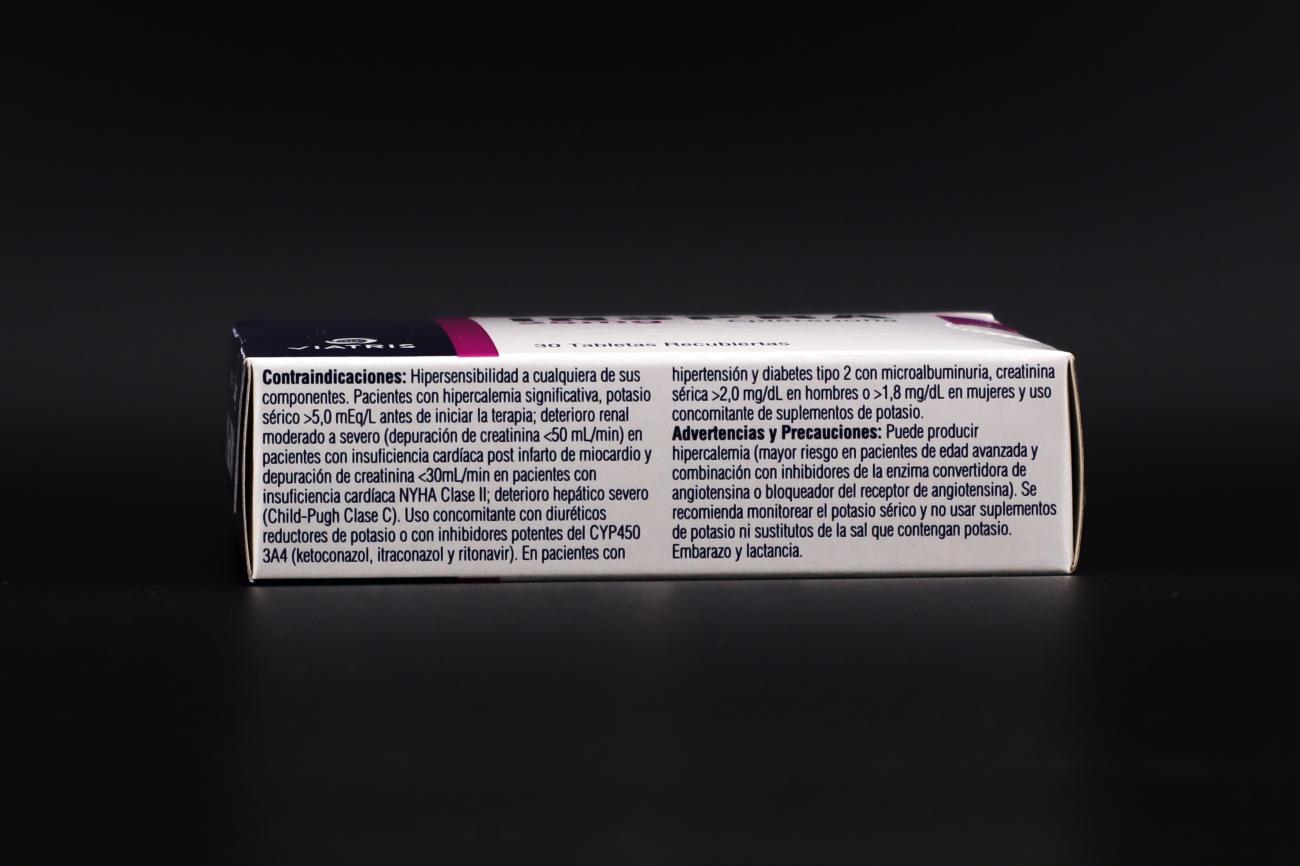 VIATRIS
INSPRA
25mg Eplerenona
30 Tabletas Recubiertas
Contraindicaciones: Hipersensibilidad a cualquiera de sus
componentes. Pacientes con hipercalemia significativa, potasio
sérico >5,0 mEq/L antes de iniciar la terapia; deterioro renal
moderado a severo (depuración de creatinina <50 mL/min) en
pacientes con insuficiencia cardíaca post infarto de miocardio y
depuración de creatinina <30mL/min en pacientes con
insuficiencia cardíaca NYHA Clase II; deterioro hepático severo
(Child-Pugh Clase C). Uso concomitante con diuréticos
reductores de potasio o con inhibidores potentes del CYP450
3A4 (ketoconazol, itraconazol y ritonavir). En pacientes con
hipertensión y diabetes tipo 2 con microalbuminuria, creatinina
sérica >2,0 mg/dL en hombres o >1,8 mg/dL en mujeres y uso
concomitante de suplementos de potasio.
Advertencias y Precauciones: Puede producir
hipercalemia (mayor riesgo en pacientes de edad avanzada y
combinación con inhibidores de la enzima convertidora de
angiotensina o bloqueador del receptor de angiotensina). Se
recomienda monitorear el potasio sérico y no usar suplementos
de potasio ni sustitutos de la sal que contengan potasio.
Embarazo y lactancia.